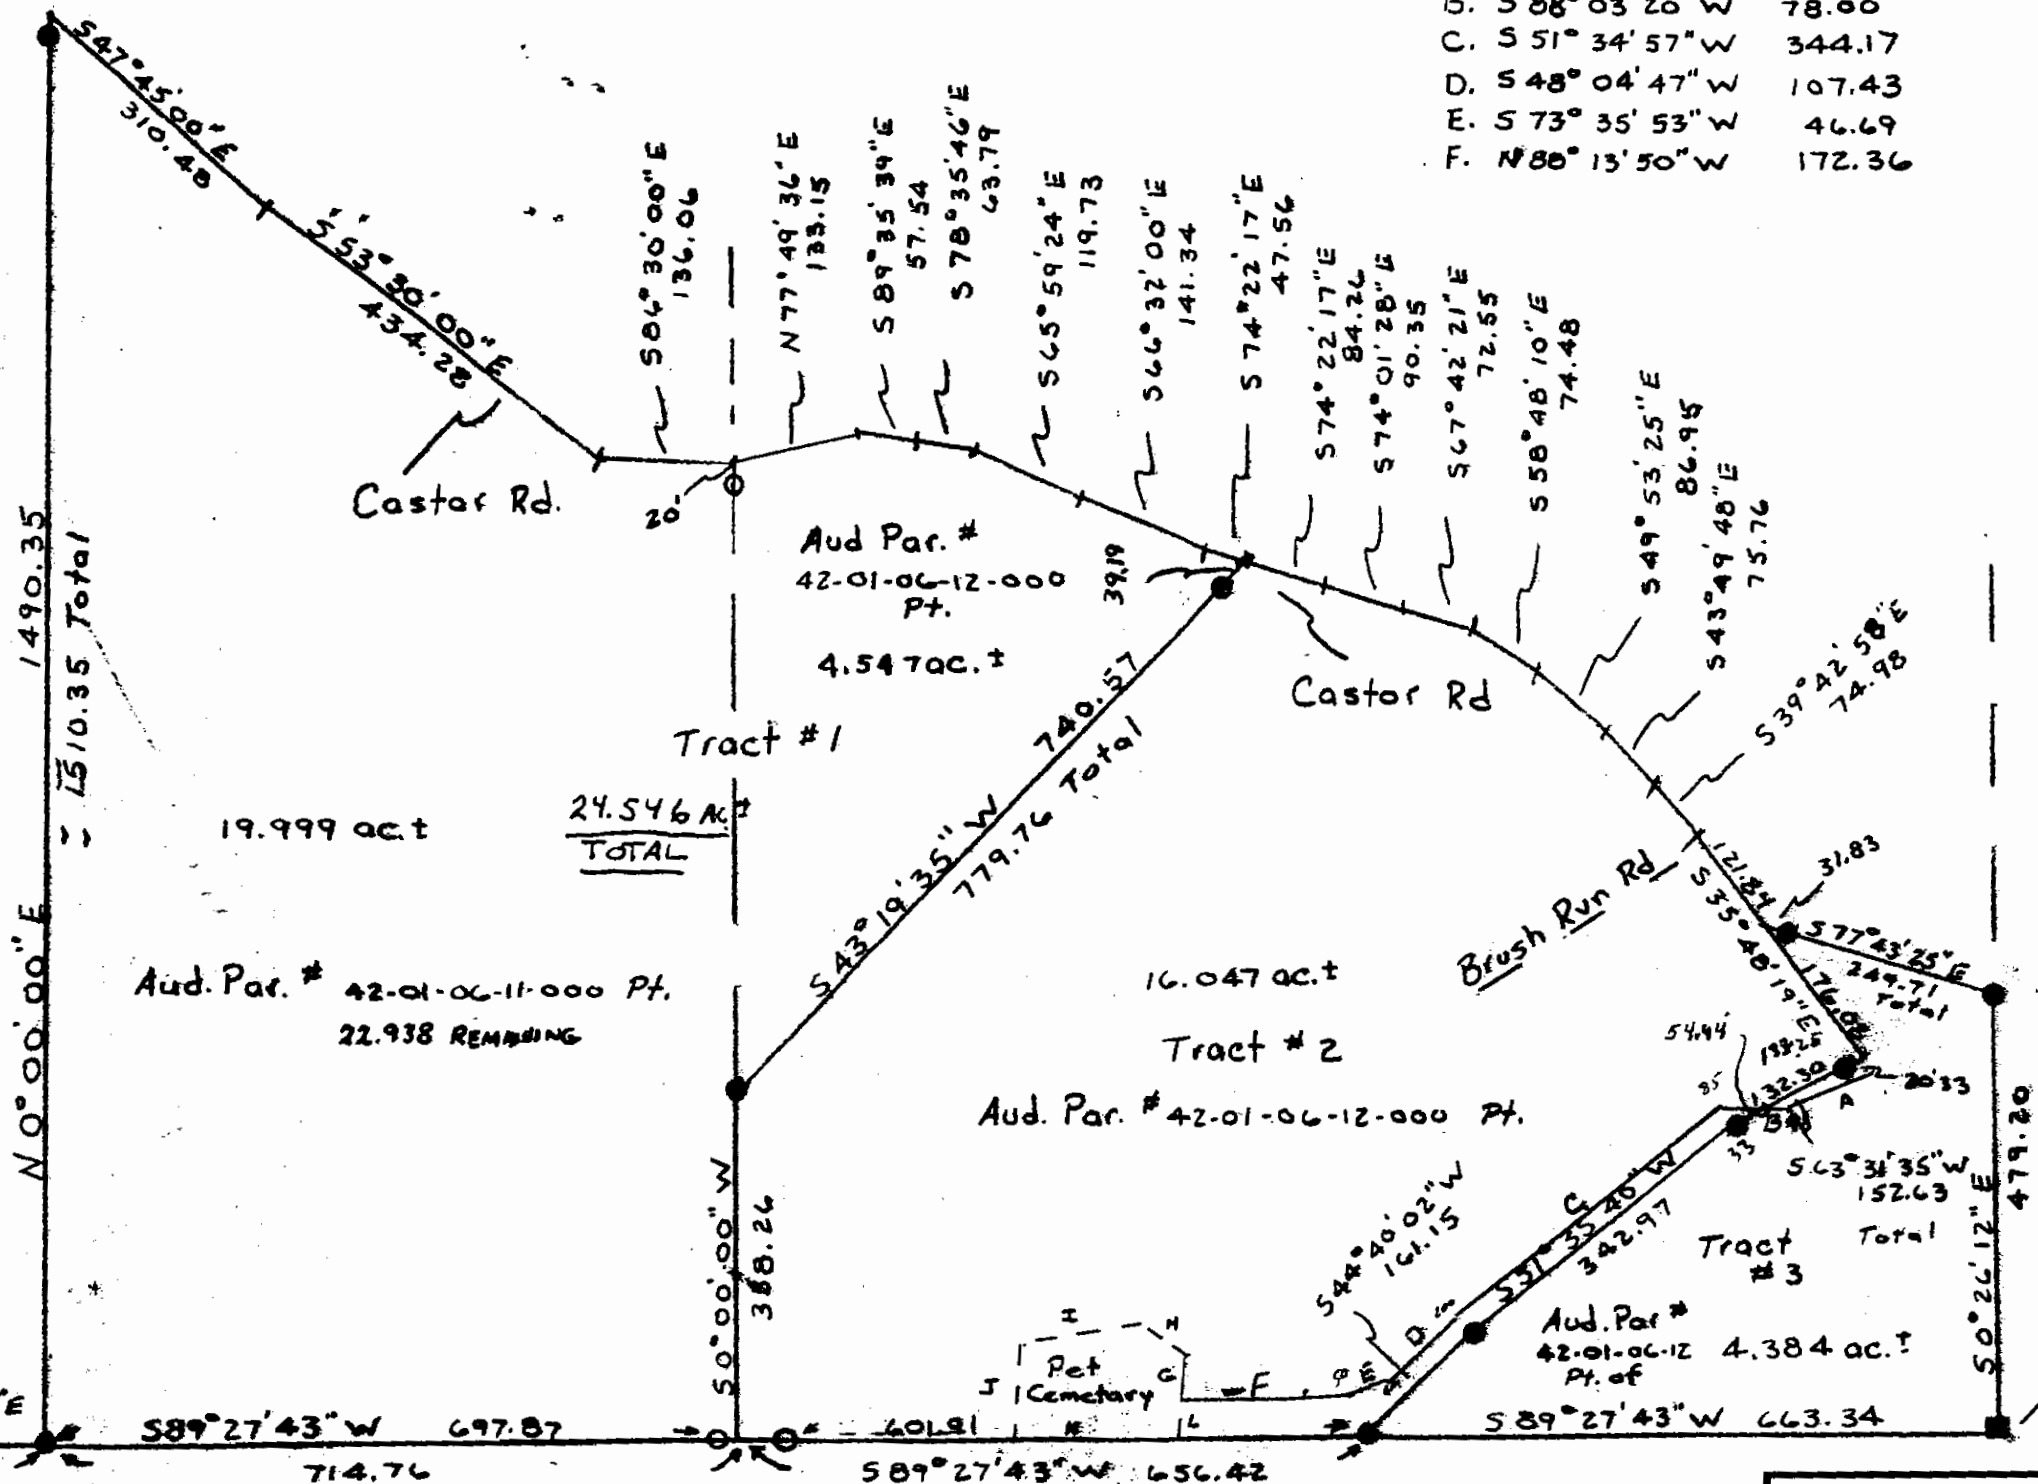 B. S 88° 03' 20" W 78.00
C. S 51° 34' 57" W 344.17
D. S 48° 04' 47" W 107.43
E. S 73° 35' 53" W 46.69
F. N 88° 13' 50" W 172.36
S 47° 45' 00" E
310.48
S 53° 30' 00" E
434.28
Castor Rd.
S 86° 30' 00" E
136.06
N 77° 49' 36" E
133.15
S 89° 35' 39" E
57.54
S 78° 35' 46" E
63.79
S 65° 59' 24" E
119.73
S 66° 32' 00" E
141.34
S 74° 22' 17" E
47.56
S 74° 22' 17" E
84.26
S 74° 01' 28" E
90.35
S 67° 42' 21" E
72.55
S 58° 48' 10" E
74.48
S 49° 53' 25" E
86.95
S 43° 49' 48" E
75.76
S 39° 42' 58" E
74.98
20'
39.19
Aud Par. #
42-01-06-12-000
Pt.
4.547 ac. ±
Castor Rd
1490.35
1510.35 Total
N 0° 00' 00" E
Tract #1
740.57
S 43° 19' 35" W
779.76 Total
19.999 ac. ±
24.546 AC ±
TOTAL
Aud. Par. # 42-01-06-11-000 Pt.
22.938 REMAINING
Brush Run Rd
121.84
31.83
S 35° 48' 19" E
176.02
S 77° 43' 25" E
249.71
Total
16.047 ac. ±
Tract #2
Aud. Par. # 42-01-06-12-000 Pt.
54.44'
132.30
20.33
85
A
B
33
S 63° 31' 35" W
152.63
Total
479.20
S 0° 26' 12" E
S 0° 00' 00" W
388.26
C
S 51° 35' 40" W
342.97
S 44° 40' 02" W
161.15
Tract
#3
Aud. Par #
42-01-06-12 4.384 ac. ±
Pt. of
D
E
F
G
H
I
J
L
Pet
Cemetary
"E
S 89° 27' 43" W 697.87
601.81
S 89° 27' 43" W 663.34
714.76
S 89° 27' 43" W 656.42